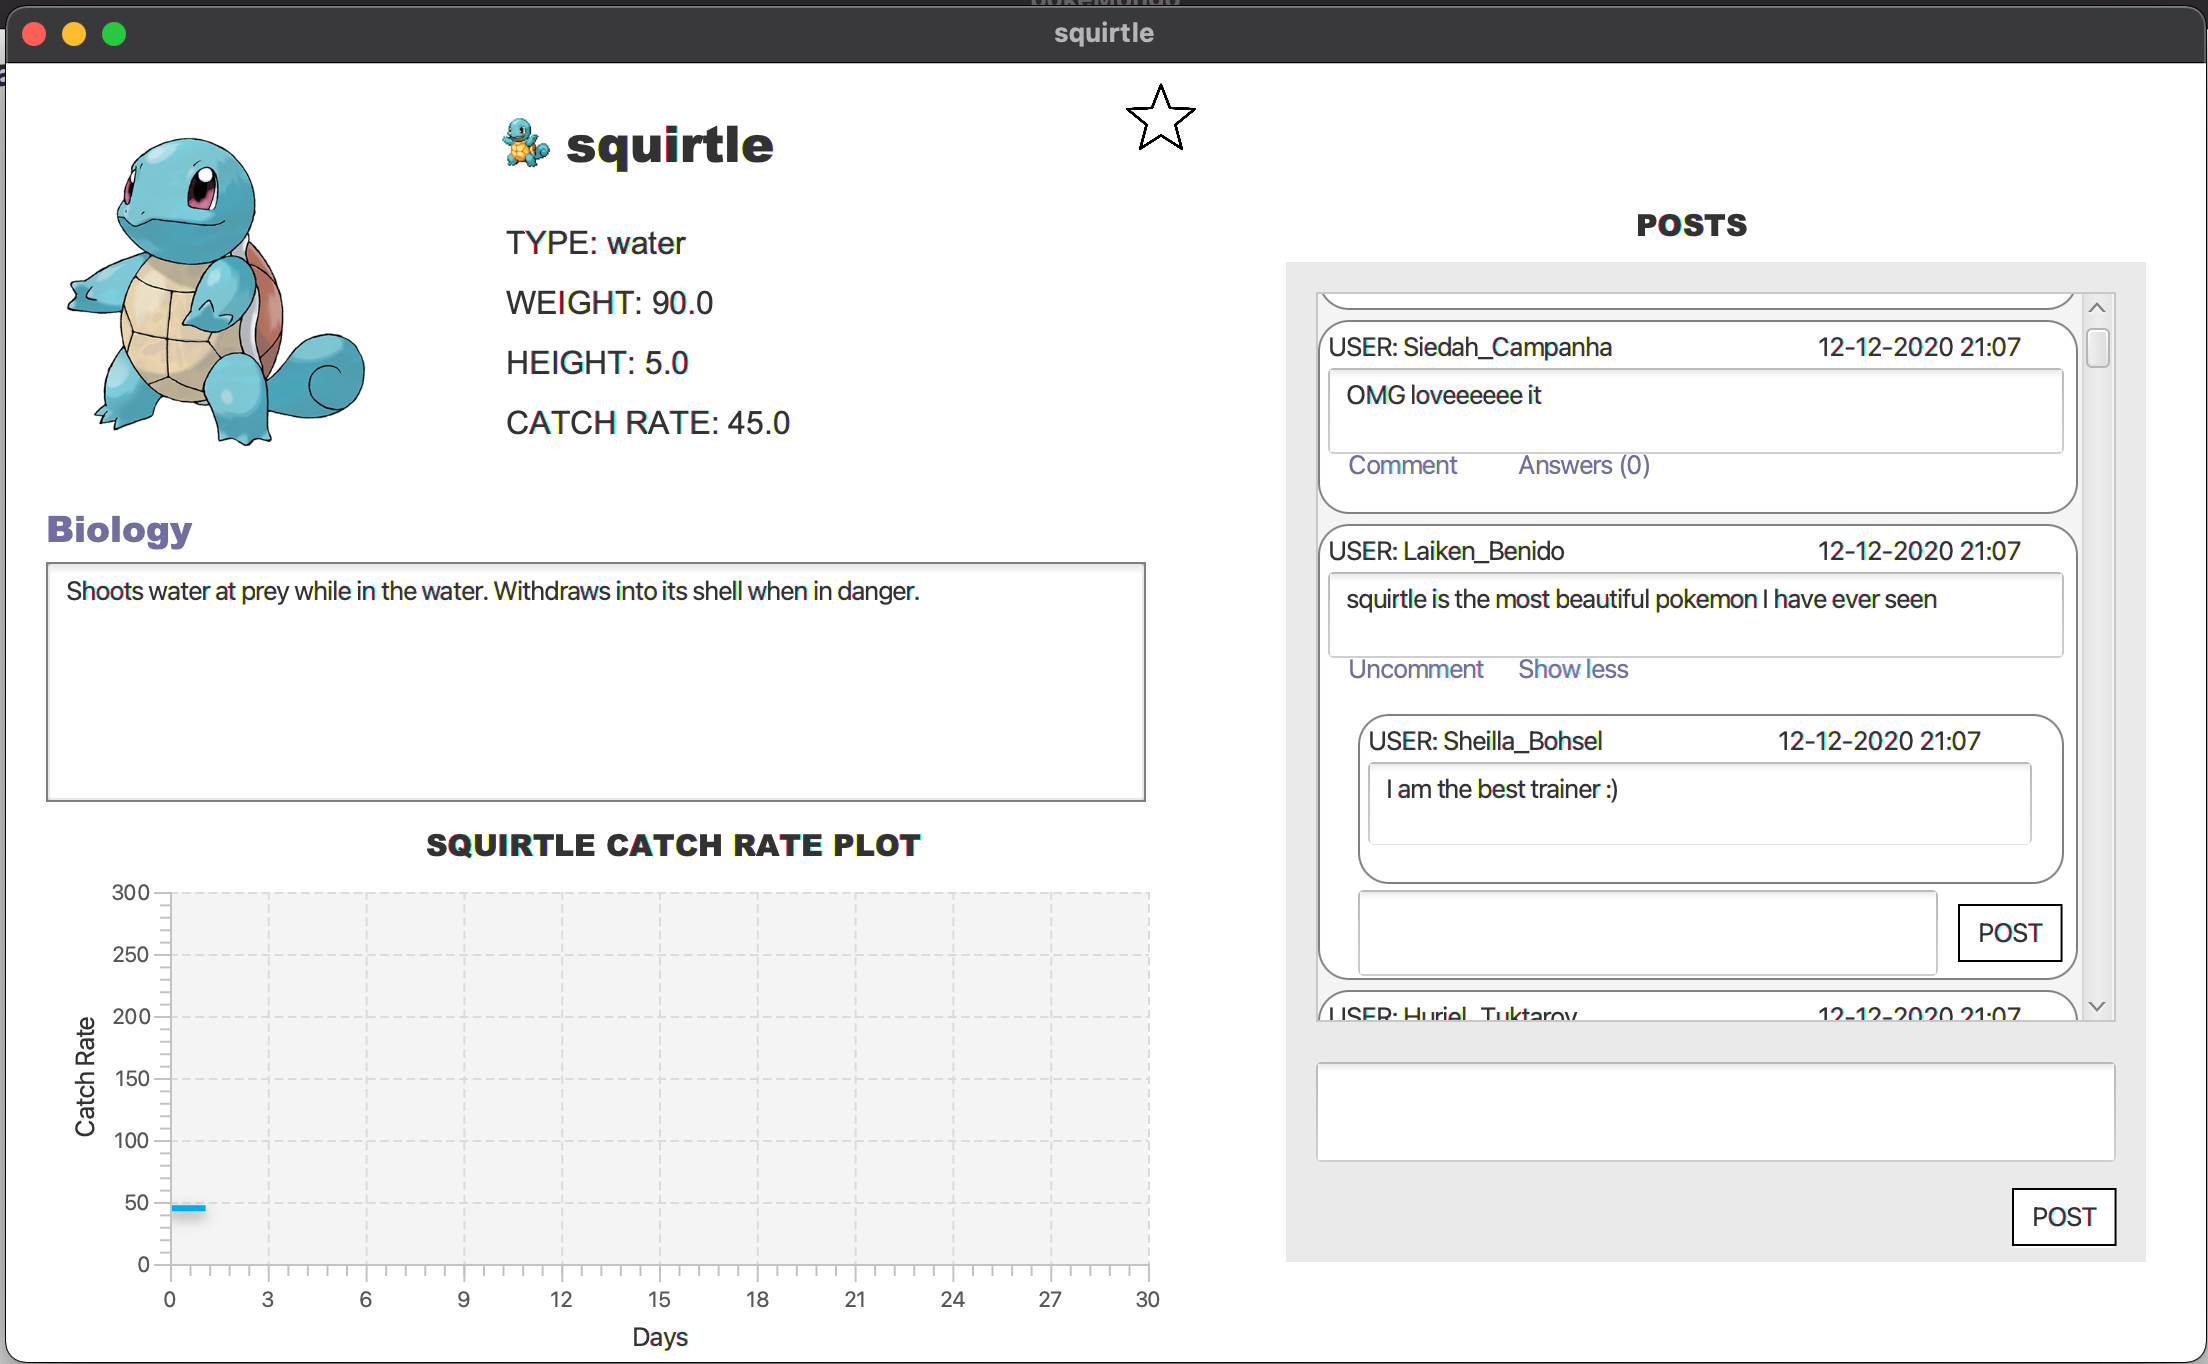 squirtle
squirtle
TYPE: water
WEIGHT: 90.0
HEIGHT: 5.0
CATCH RATE: 45.0
Biology
Shoots water at prey while in the water. Withdraws into its shell when in danger.
SQUIRTLE CATCH RATE PLOT
300
250
200
150
100
50
0
Catch Rate
0 3 6 9 12 15 18 21 24 27 30
Days
POSTS
USER: Siedah_Campanha 12-12-2020 21:07
OMG loveeeeee it
Comment Answers (0)
USER: Laiken_Benido 12-12-2020 21:07
squirtle is the most beautiful pokemon I have ever seen
Uncomment Show less
USER: Sheilla_Bohsel 12-12-2020 21:07
I am the best trainer :)
POST
USER: Huriel_Tuktarov 12-12-2020 21:07
POST